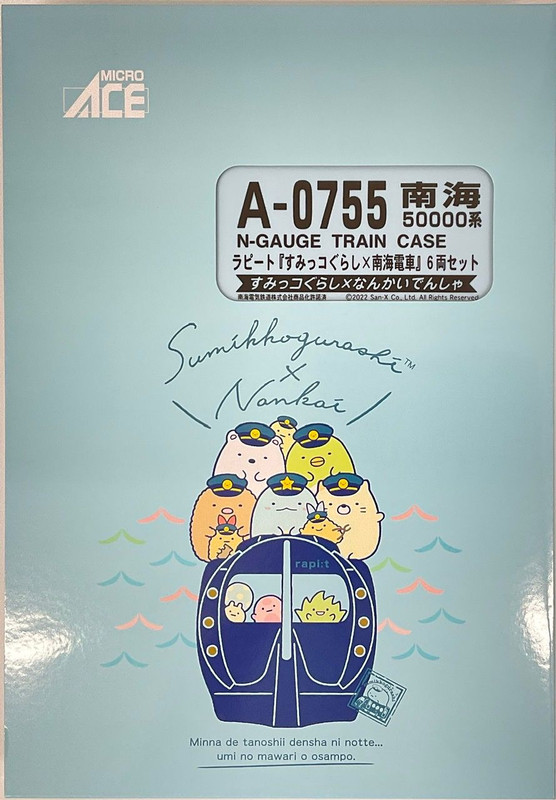 MICRO
ACE
A-0755 南海
50000系
N-GAUGE TRAIN CASE
ラピート『すみっコぐらし×南海電車』6両セット
すみっコぐらし×なんかいでんしゃ
南海電気鉄道株式会社商品化許諾済 ©2022 San-X Co., Ltd. All Rights Reserved
Sumikkogurashi™
×
Nankai
rapi:t
Sumikkogurashi
Minna de tanoshii densha ni notte...
umi no mawari o osampo.